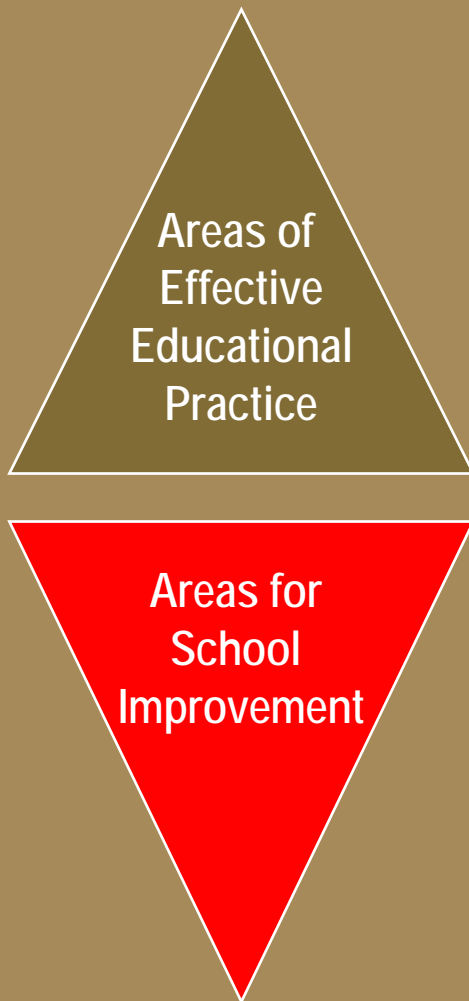 Areas of
Effective
Educational
Practice
Areas for
School
Improvement